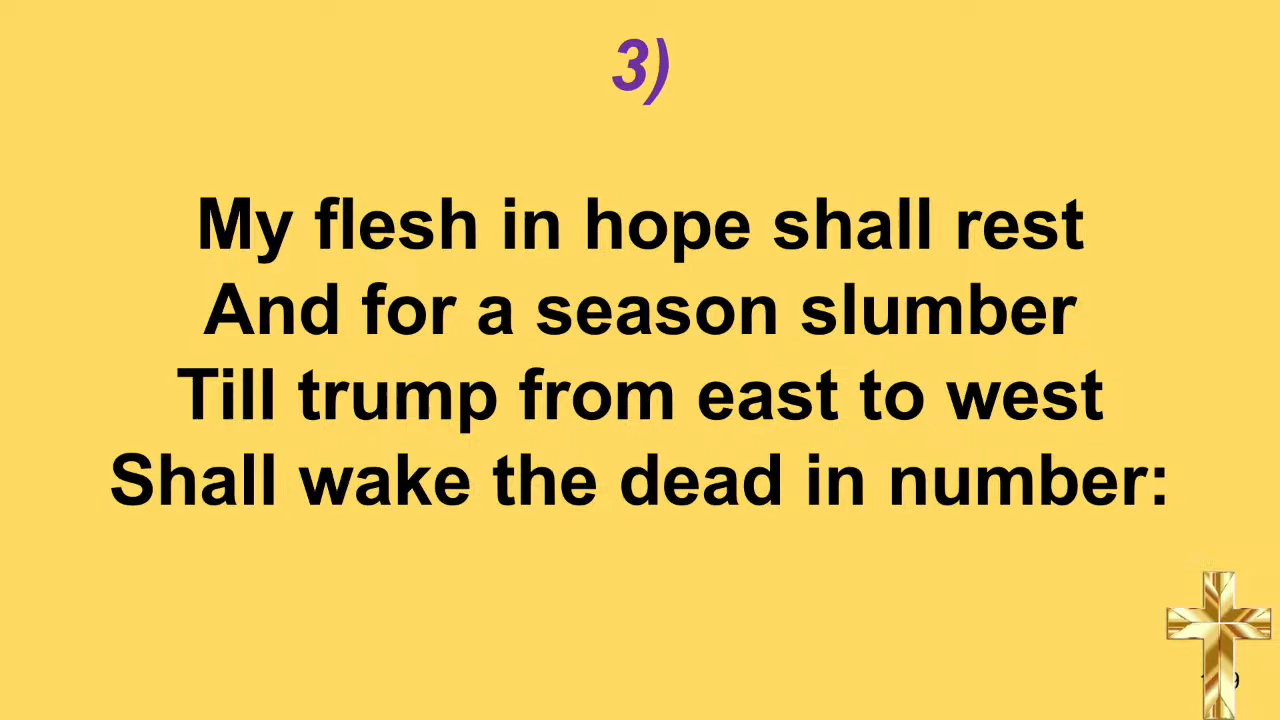 3)
My flesh in hope shall rest
And for a season slumber
Till trump from east to west
Shall wake the dead in number: